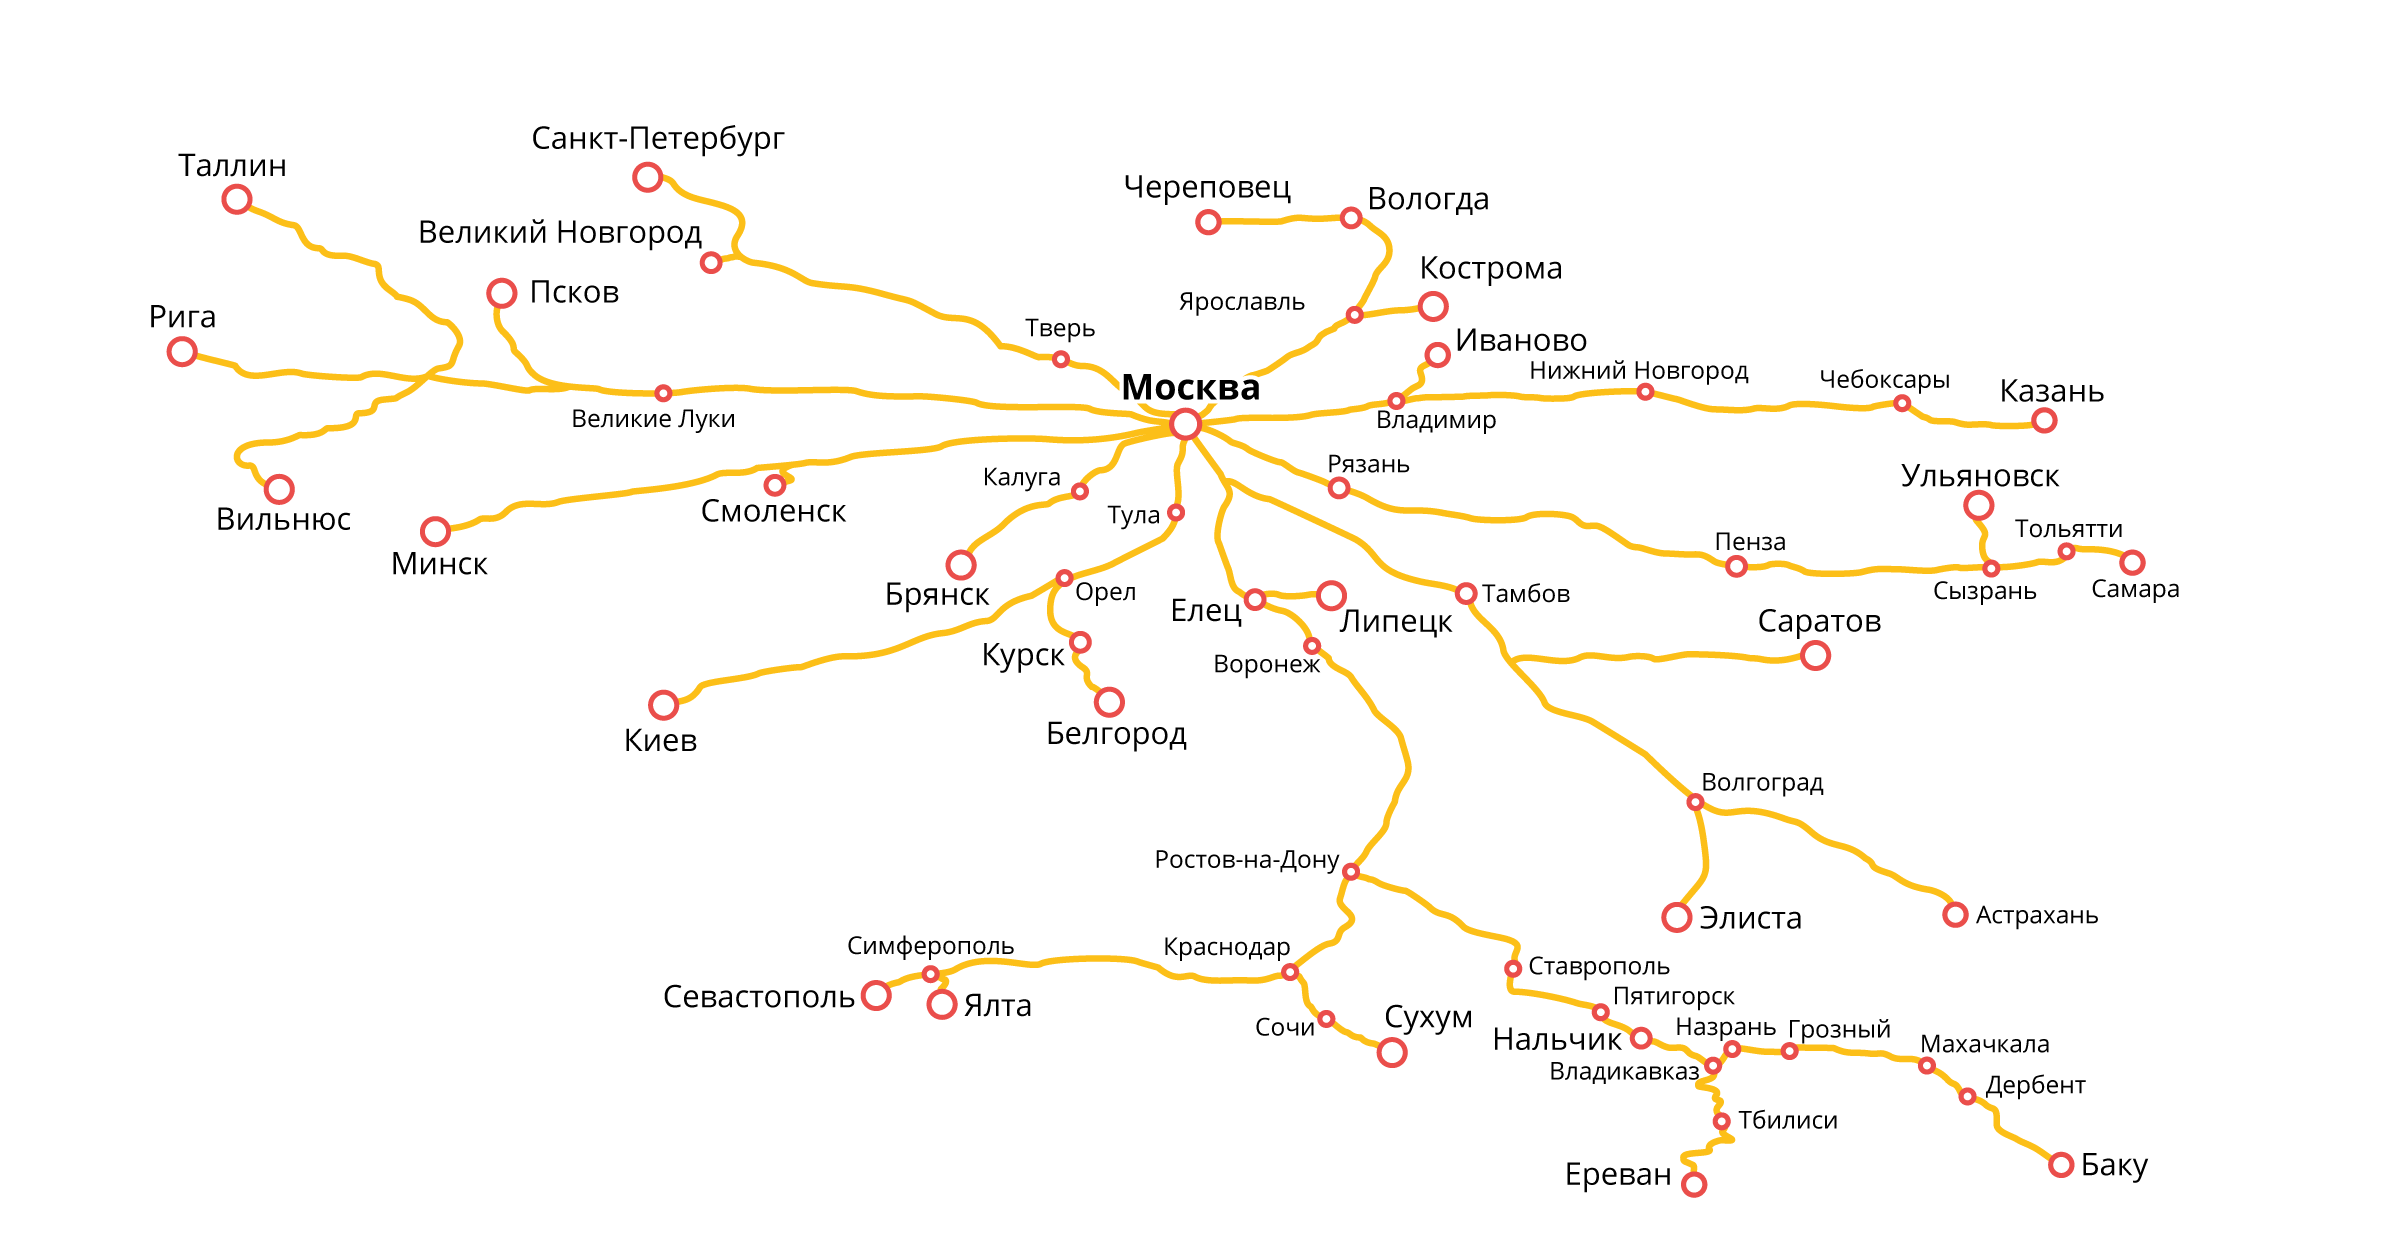 Санкт-Петербург
Таллин
Череповец
Вологда
Великий Новгород
Кострома
Псков
Ярославль
Рига
Тверь
Иваново
Нижний Новгород
Чебоксары
Москва
Казань
Великие Луки
Владимир
Рязань
Калуга
Ульяновск
Смоленск
Вильнюс
Тула
Тольятти
Пенза
Минск
Брянск
Орел
Елец
Тамбов
Сызрань
Самара
Липецк
Саратов
Курск
Воронеж
Киев
Белгород
Волгоград
Ростов-на-Дону
Элиста
Астрахань
Симферополь
Краснодар
Ставрополь
Севастополь
Ялта
Пятигорск
Сочи
Сухум
Нальчик
Назрань
Грозный
Махачкала
Владикавказ
Дербент
Тбилиси
Ереван
Баку